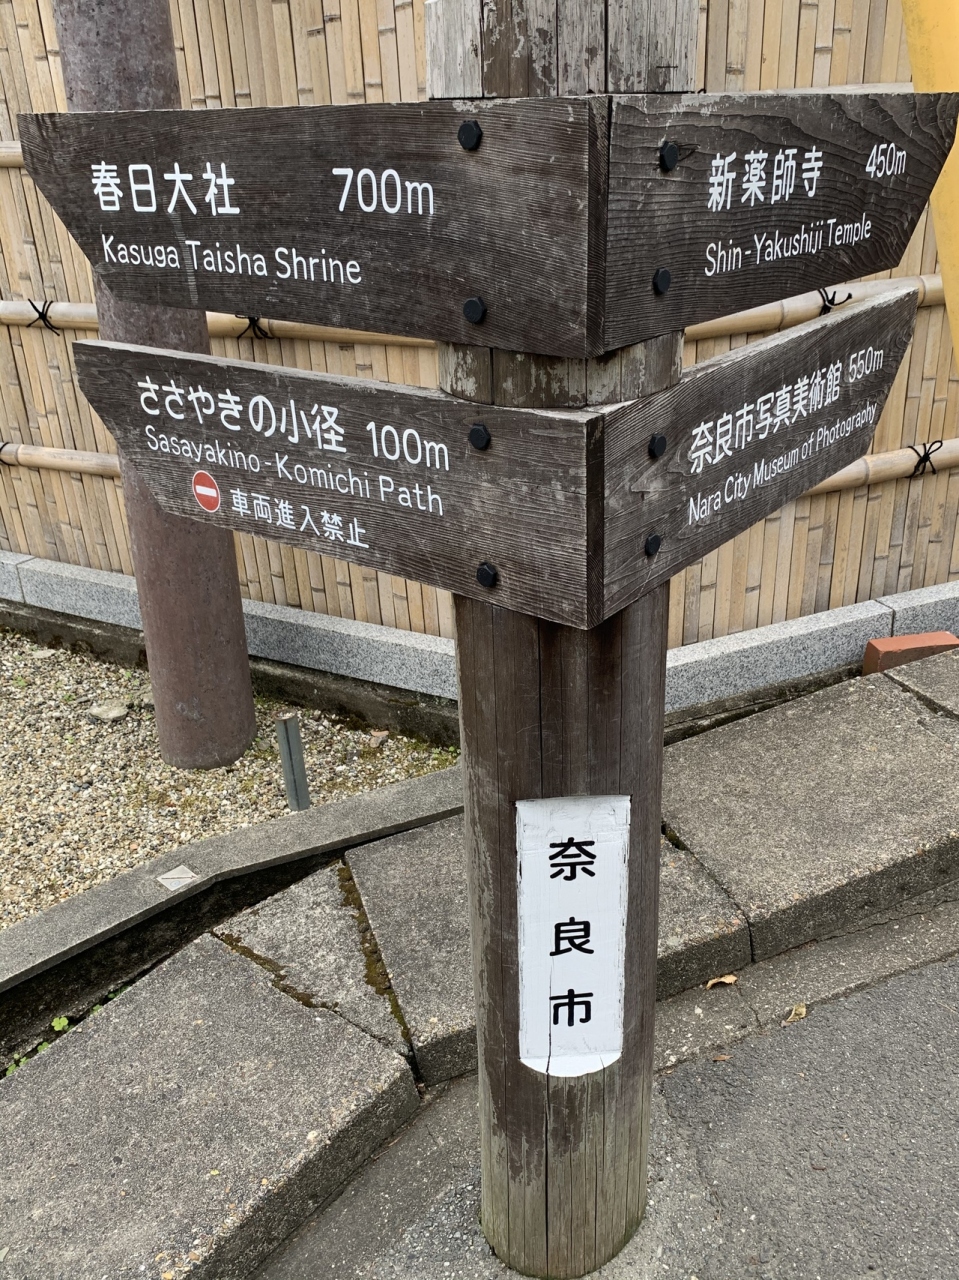 春日大社 700m
Kasuga Taisha Shrine
新薬師寺 450m
Shin-Yakushiji Temple
ささやきの小径 100m
Sasayakino-Komichi Path
車両進入禁止
奈良市写真美術館 550m
Nara City Museum of Photography
奈良市